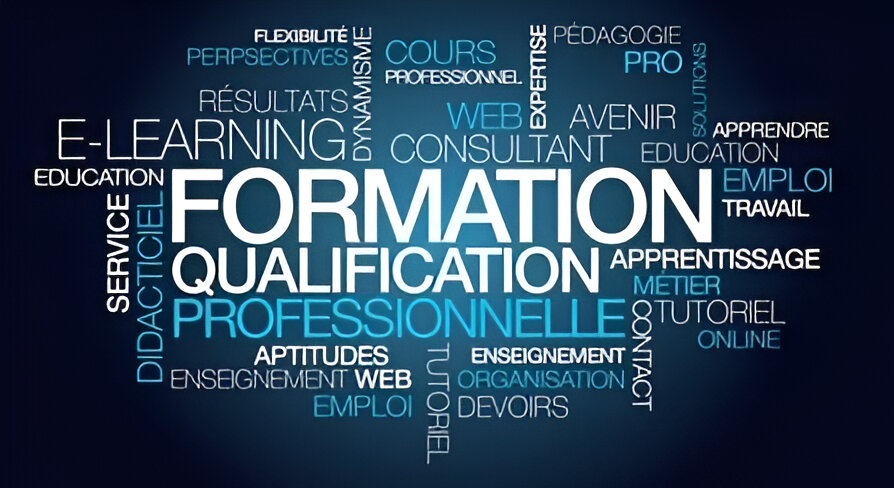 FLEXIBILITÉ
PERPSECTIVES
DYNAMISME
COURS
PROFESSIONNEL
EXPERTISE
PÉDAGOGIE
PRO
SOLUTIONS
RÉSULTATS
WEB
AVENIR
APPRENDRE
E-LEARNING
CONSULTANT
EDUCATION
EDUCATION
FORMATION
EMPLOI
TRAVAIL
SERVICE
DIDACTICIEL
QUALIFICATION
APPRENTISSAGE
MÉTIER
PROFESSIONNELLE
CONTACT
TUTORIEL
ONLINE
APTITUDES
TUTORIEL
ENSEIGNEMENT
ENSEIGNEMENT WEB
ORGANISATION
EMPLOI
DEVOIRS